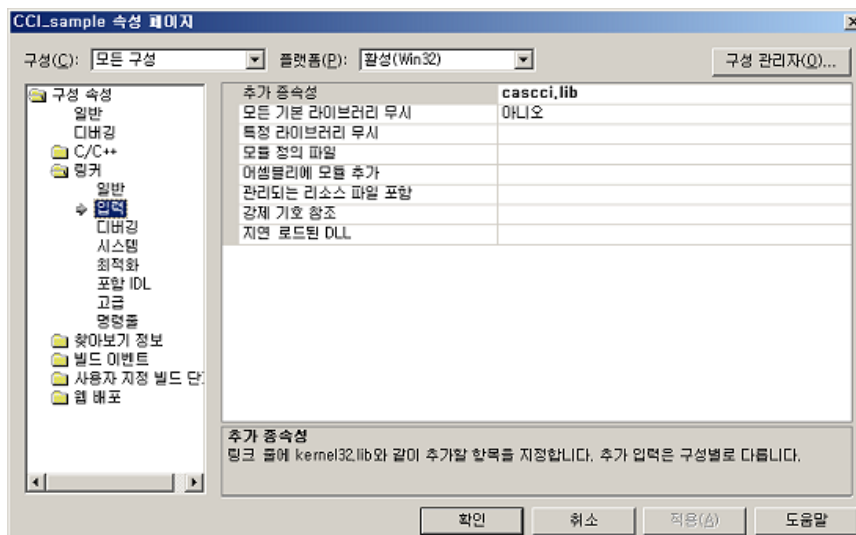 CCI_sample 속성 페이지
구성(C): 모든 구성 플랫폼(P): 활성(Win32) 구성 관리자(O)...
구성 속성
일반
디버깅
C/C++
링커
일반
입력
디버깅
시스템
최적화
포함 IDL
고급
명령줄
찾아보기 정보
빌드 이벤트
사용자 지정 빌드 단
웹 배포
추가 종속성 cascci.lib
모든 기본 라이브러리 무시 아니오
특정 라이브러리 무시
모듈 정의 파일
어셈블리에 모듈 추가
관리되는 리소스 파일 포함
강제 기호 참조
지연 로드된 DLL
추가 종속성
링크 줄에 kernel32.lib와 같이 추가할 항목을 지정합니다. 추가 입력은 구성별로 다릅니다.
확인 취소 적용(A) 도움말